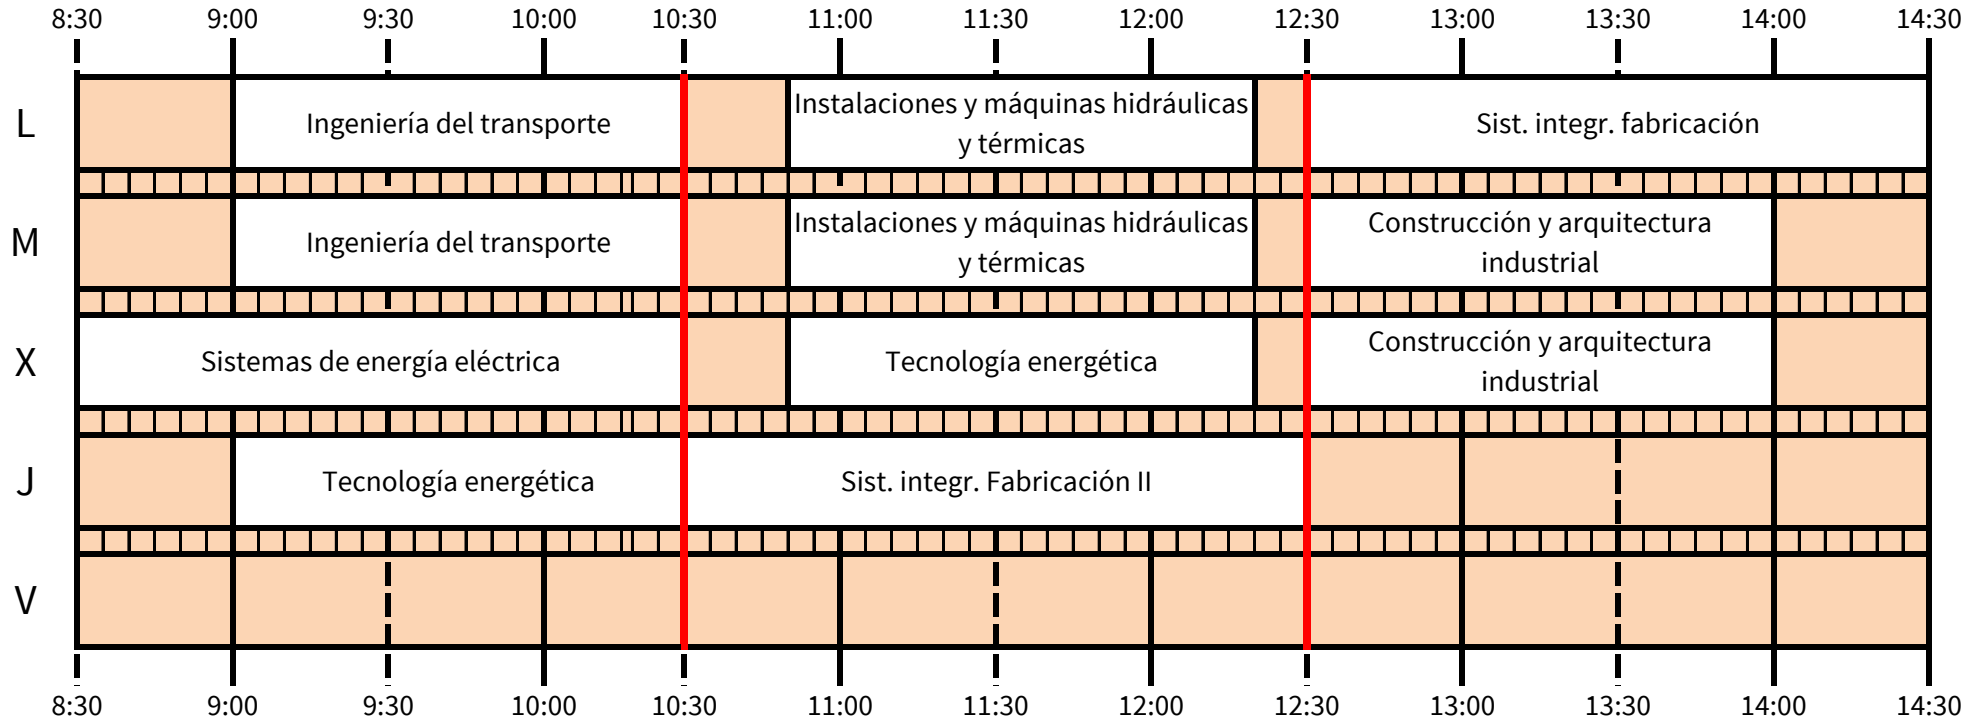 8:30 9:00 9:30 10:00 10:30 11:00 11:30 12:00 12:30 13:00 13:30 14:00 14:30
L
Ingeniería del transporte
Instalaciones y máquinas hidráulicas
y térmicas
Sist. integr. fabricación
M
Ingeniería del transporte
Instalaciones y máquinas hidráulicas
y térmicas
Construcción y arquitectura
industrial
X
Sistemas de energía eléctrica
Tecnología energética
Construcción y arquitectura
industrial
J
Tecnología energética
Sist. integr. Fabricación II
V
8:30 9:00 9:30 10:00 10:30 11:00 11:30 12:00 12:30 13:00 13:30 14:00 14:30